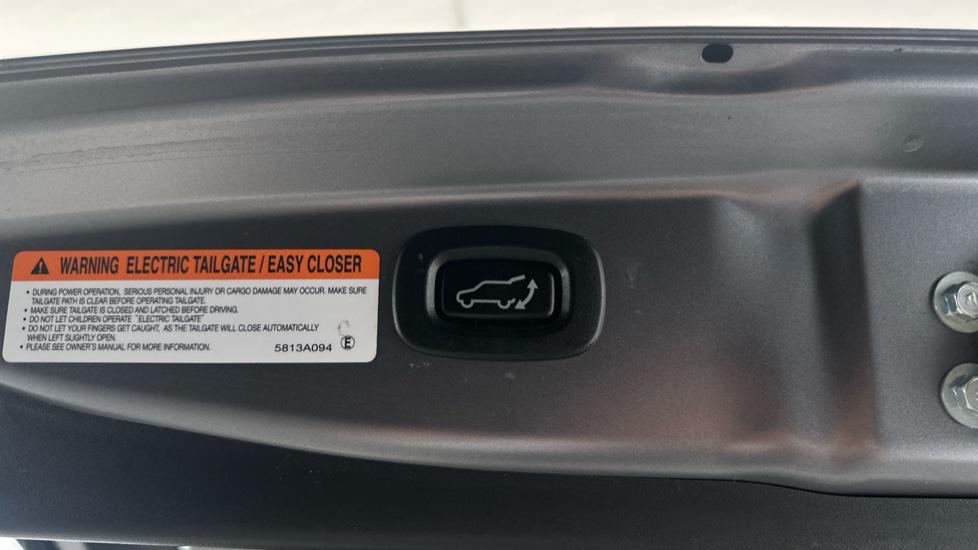 WARNING ELECTRIC TAILGATE / EASY CLOSER
• DURING POWER OPERATION, SERIOUS PERSONAL INJURY OR CARGO DAMAGE MAY OCCUR. MAKE SURE
TAILGATE PATH IS CLEAR BEFORE OPERATING TAILGATE.
• MAKE SURE TAILGATE IS CLOSED AND LATCHED BEFORE DRIVING.
• DO NOT LET CHILDREN OPERATE "ELECTRIC TAILGATE"
• DO NOT LET YOUR FINGERS GET CAUGHT, AS THE TAILGATE WILL CLOSE AUTOMATICALLY
WHEN LEFT SLIGHTLY OPEN.
• PLEASE SEE OWNER'S MANUAL FOR MORE INFORMATION.
5813A094 E